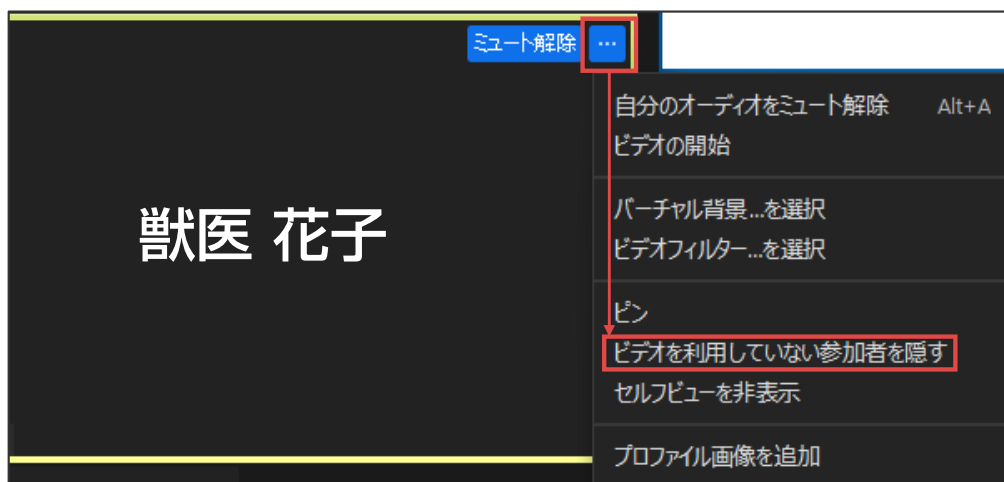 ミュート解除 …
自分のオーディオをミュート解除 Alt+A
ビデオの開始
バーチャル背景...を選択
ビデオフィルター...を選択
獣医 花子
ピン
ビデオを利用していない参加者を隠す
セルフビューを非表示
プロファイル画像を追加